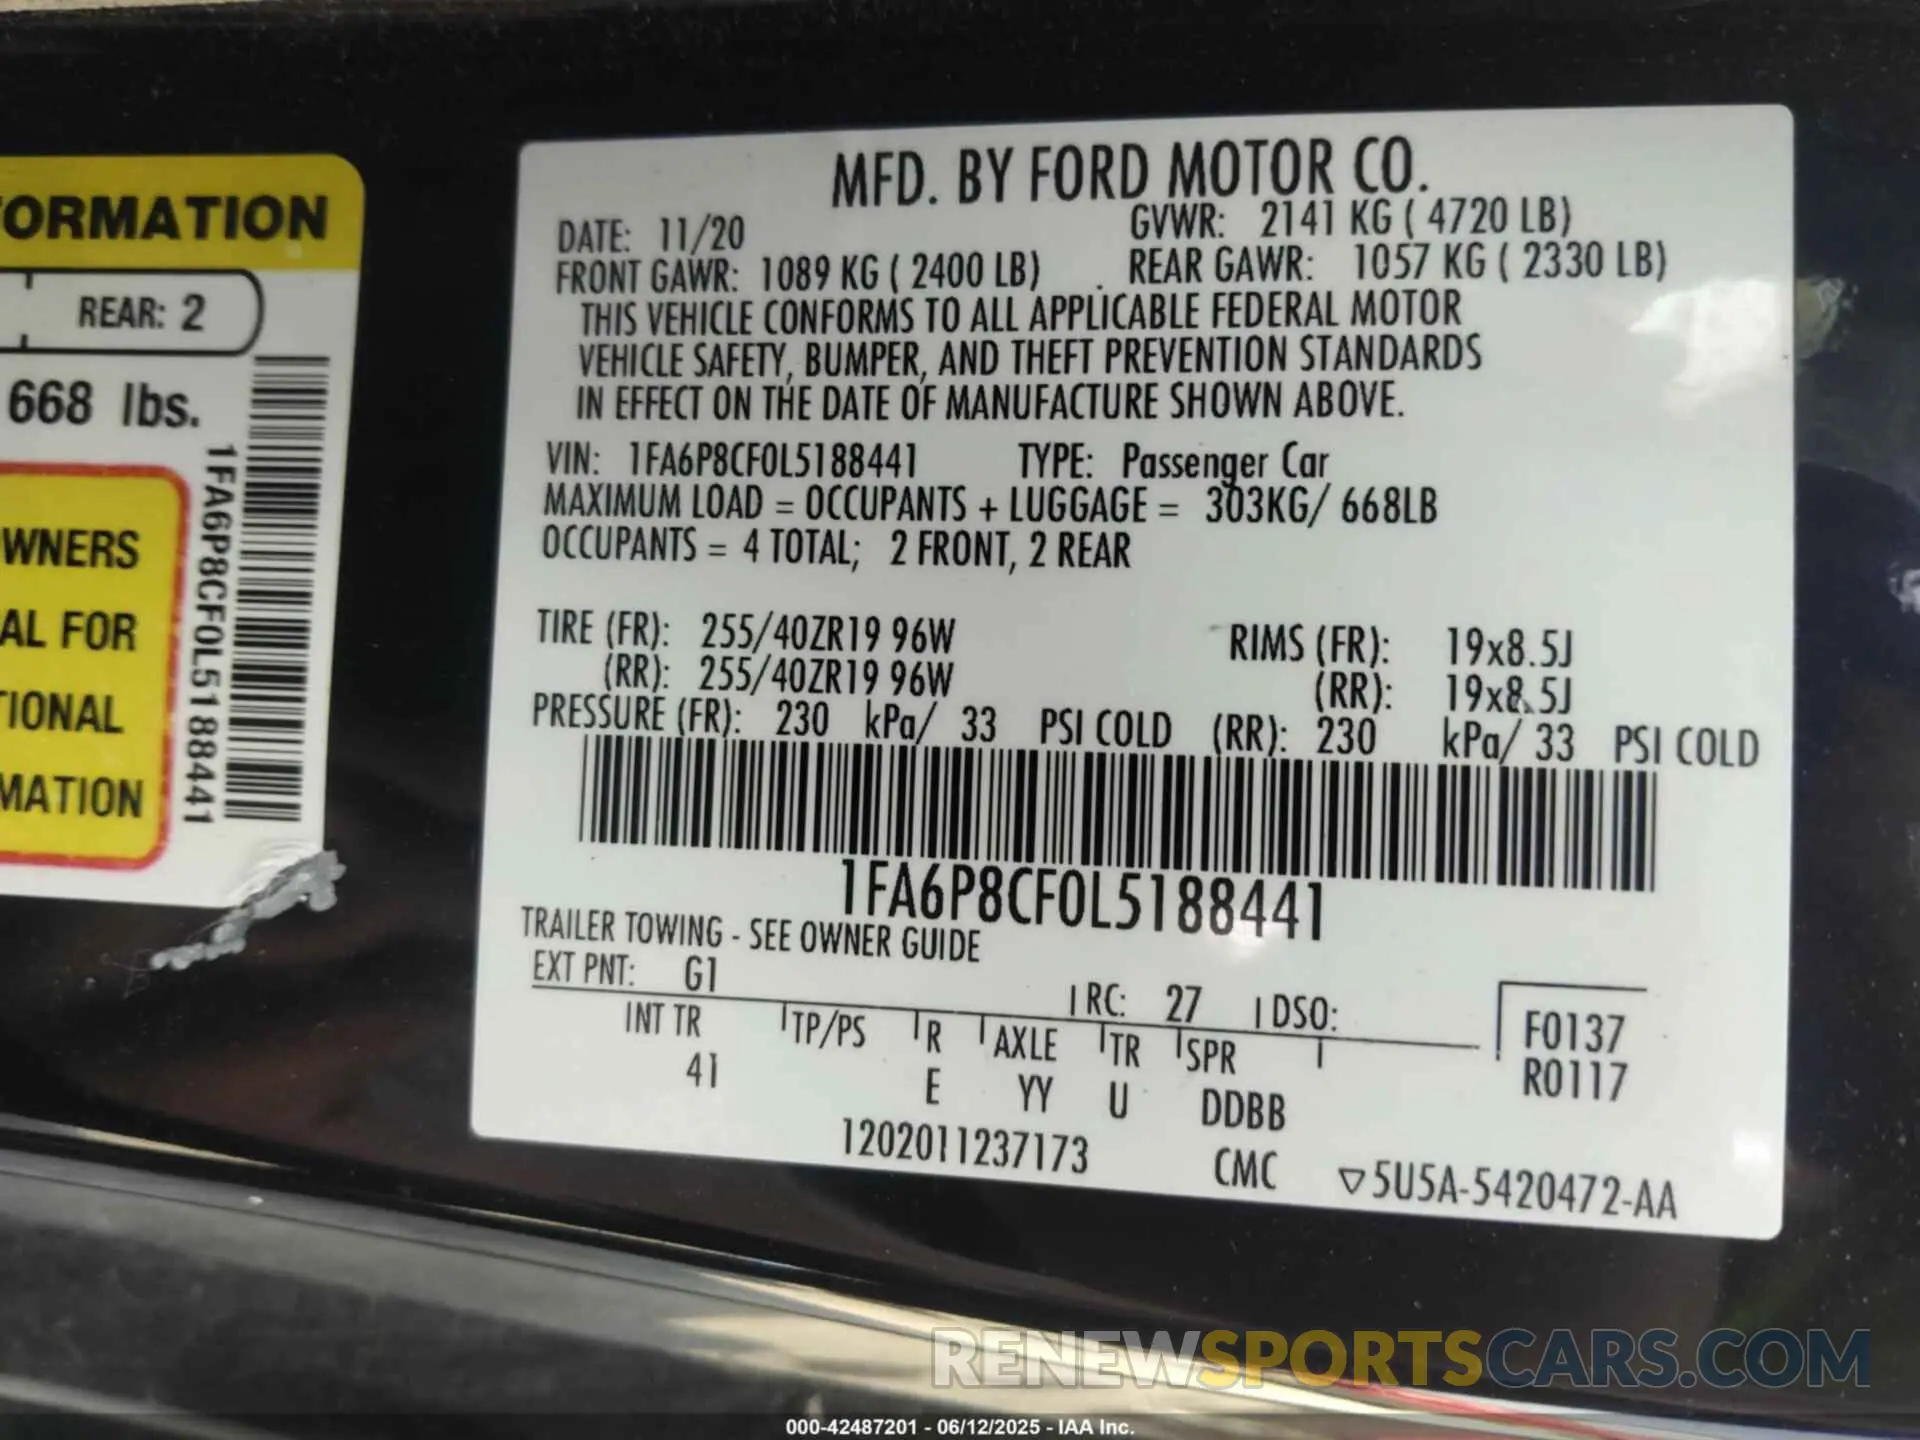 FORMATION
REAR: 2
668 lbs.
WNERS
AL FOR
TIONAL
MATION
1FA6P8CF0L5188441
MFD. BY FORD MOTOR CO.
DATE: 11/20 GVWR: 2141 KG ( 4720 LB)
FRONT GAWR: 1089 KG ( 2400 LB) REAR GAWR: 1057 KG ( 2330 LB)
THIS VEHICLE CONFORMS TO ALL APPLICABLE FEDERAL MOTOR
VEHICLE SAFETY, BUMPER, AND THEFT PREVENTION STANDARDS
IN EFFECT ON THE DATE OF MANUFACTURE SHOWN ABOVE.
VIN: 1FA6P8CF0L5188441 TYPE: Passenger Car
MAXIMUM LOAD = OCCUPANTS + LUGGAGE = 303KG/ 668LB
OCCUPANTS = 4 TOTAL; 2 FRONT, 2 REAR
TIRE (FR): 255/40ZR19 96W RIMS (FR): 19x8.5J
(RR): 255/40ZR19 96W (RR): 19x8.5J
PRESSURE (FR): 230 kPa/ 33 PSI COLD (RR): 230 kPa/ 33 PSI COLD
1FA6P8CF0L5188441
TRAILER TOWING - SEE OWNER GUIDE
EXT PNT: G1 RC: 27 DSO:
INT TR TP/PS R AXLE TR SPR F0137
41 E YY U DDBB R0117
1202011237173 CMC ▽5U5A-5420472-AA
RENEWSPORTSCARS.COM
000-42487201 - 06/12/2025 - IAA Inc.